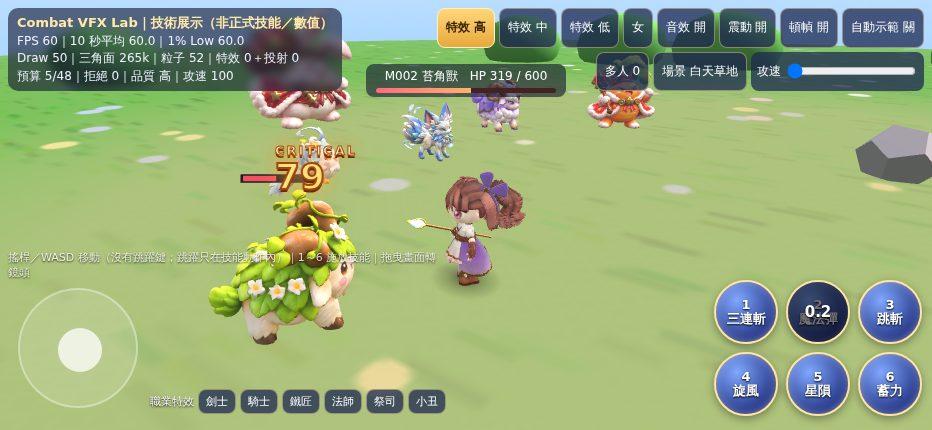 Combat VFX Lab｜技術展示（非正式技能／數值）
FPS 60｜10 秒平均 60.0｜1% Low 60.0
Draw 50｜三角面 265k｜粒子 52｜特效 0＋投射 0
預算 5/48｜拒絕 0｜品質 高｜攻速 100
特效 高
特效 中
特效 低
女
音效 開
震動 開
頓幀 開
自動示範 關
多人 0
場景 白天草地
攻速
M002 苔角獸 HP 319 / 600
CRITICAL
79
搖桿／WASD 移動（沒有跳躍鍵；跳躍只在技能動作內）｜1～6 施放技能｜拖曳畫面轉
鏡頭
1
三連斬
2
0.2
魔法彈
3
跳斬
4
旋風
5
星隕
6
蓄力
職業特效
劍士
騎士
鐵匠
法師
祭司
小丑